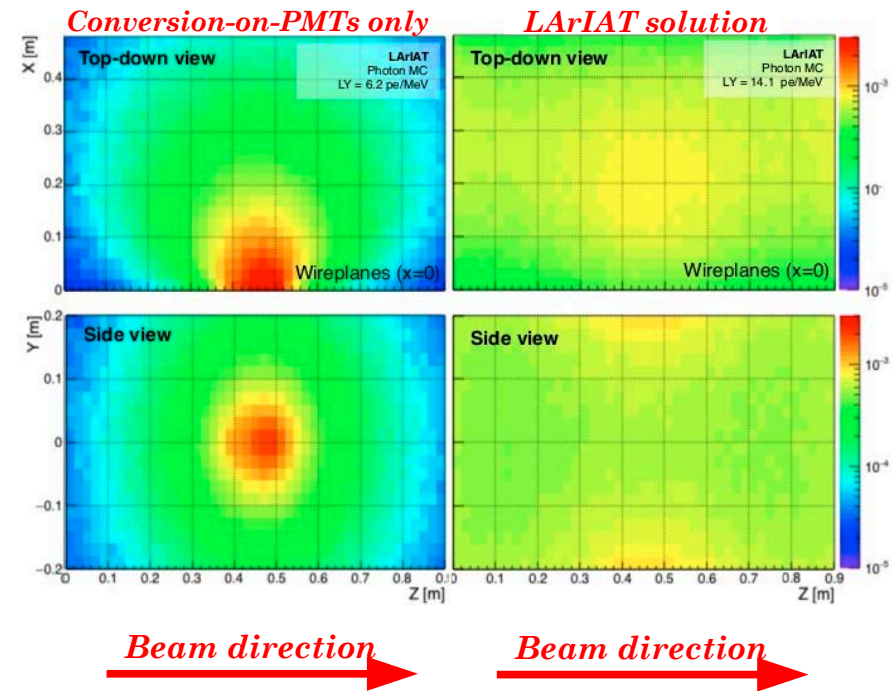 Conversion-on-PMTs only
LArIAT solution
X [m]
0.4
0.3
0.2
0.1
0
Top-down view
LArIAT
Photon MC
LY = 6.2 pe/MeV
Wireplanes (x=0)
Top-down view
LArIAT
Photon MC
LY = 14.1 pe/MeV
Wireplanes (x=0)
10⁻³
10⁻
10⁻⁵
Y [m]
0.2
0.1
0
−0.1
−0.2
Side view
0 0.1 0.2 0.3 0.4 0.5 0.6 0.7 0.8 0.9
Z [m]
Side view
0.1 0.2 0.3 0.4 0.5 0.6 0.7 0.8 0.9
Z [m]
10⁻³
10⁻⁴
10⁻⁵
Beam direction
Beam direction